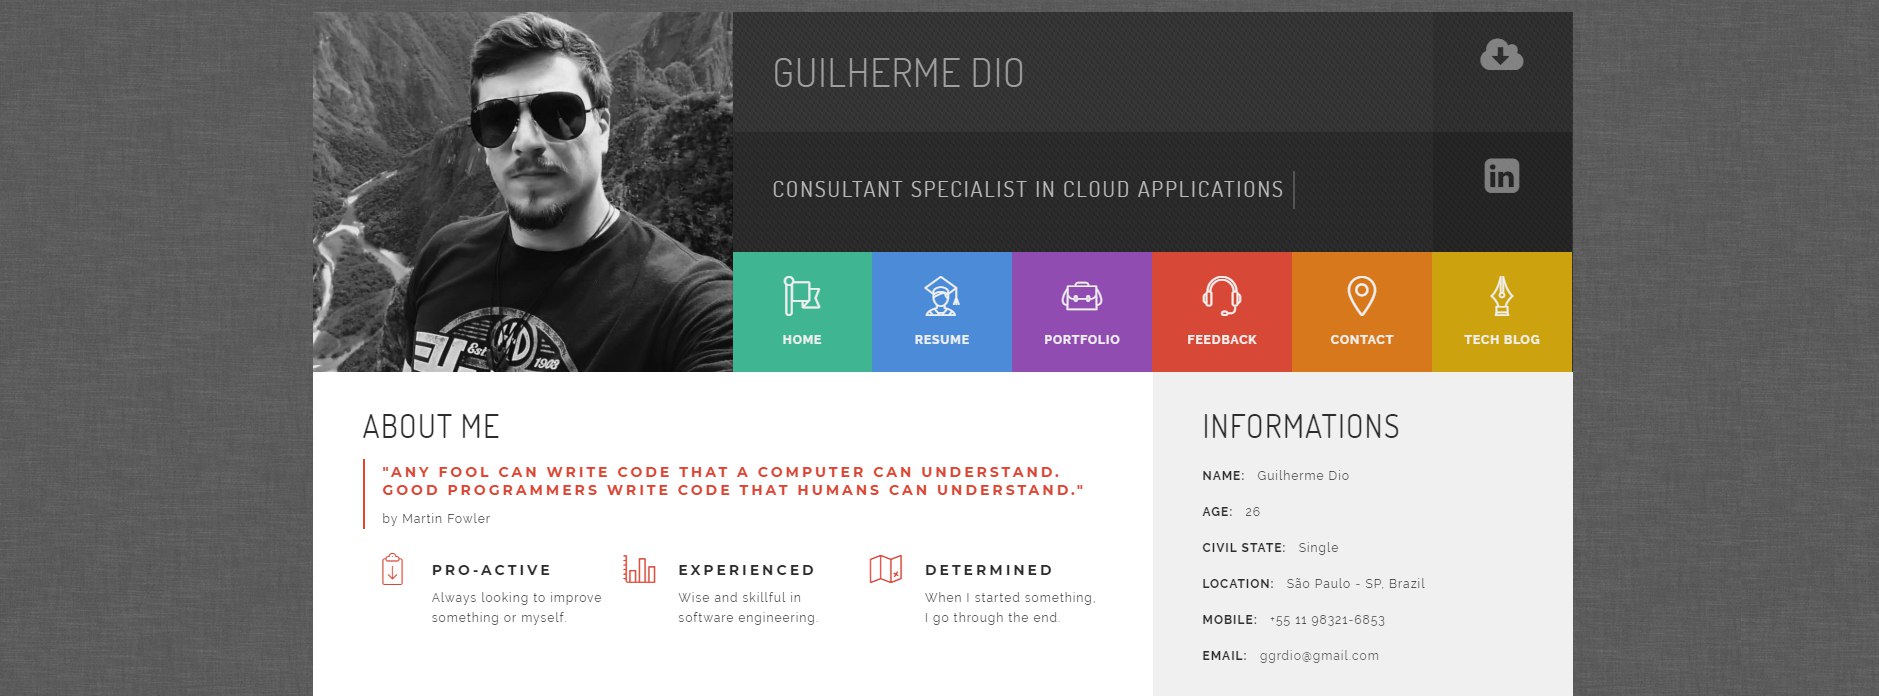 GUILHERME DIO
CONSULTANT SPECIALIST IN CLOUD APPLICATIONS
in
HOME
RESUME
PORTFOLIO
FEEDBACK
CONTACT
TECH BLOG
Est
1903
ABOUT ME
"ANY FOOL CAN WRITE CODE THAT A COMPUTER CAN UNDERSTAND.
GOOD PROGRAMMERS WRITE CODE THAT HUMANS CAN UNDERSTAND."
by Martin Fowler
PRO-ACTIVE
Always looking to improve
something or myself.
EXPERIENCED
Wise and skillful in
software engineering.
DETERMINED
When I started something,
I go through the end.
INFORMATIONS
NAME: Guilherme Dio
AGE: 26
CIVIL STATE: Single
LOCATION: São Paulo - SP, Brazil
MOBILE: +55 11 98321-6853
EMAIL: ggrdio@gmail.com